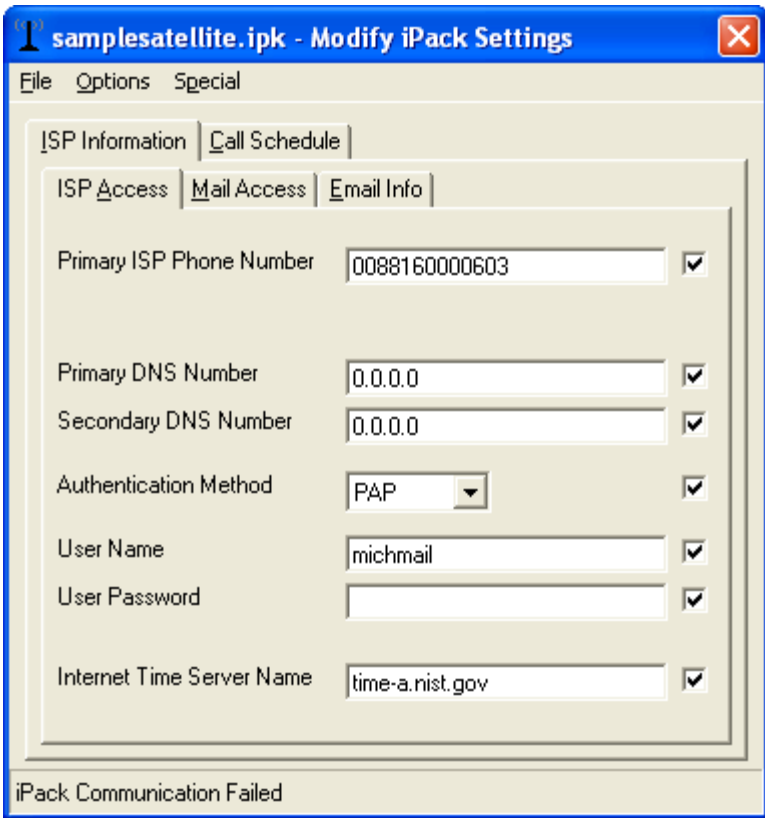 samplesatellite.ipk - Modify iPack Settings
File Options Special
ISP Information Call Schedule
ISP Access Mail Access Email Info
Primary ISP Phone Number 0088160000603
Primary DNS Number 0.0.0.0
Secondary DNS Number 0.0.0.0
Authentication Method PAP
User Name michmail
User Password
Internet Time Server Name time-a.nist.gov
iPack Communication Failed